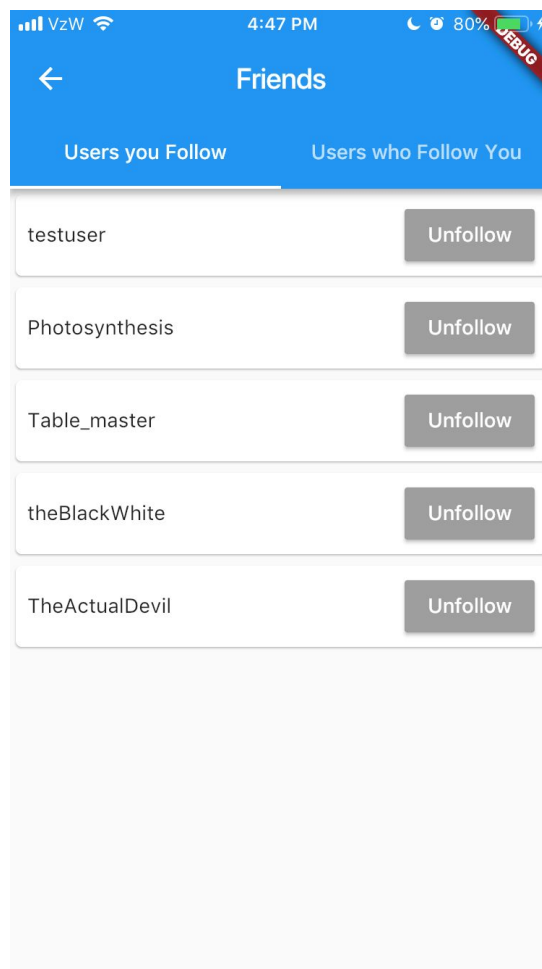 VzW 4:47 PM 80%
DEBUG
Friends
Users you Follow Users who Follow You
testuser Unfollow
Photosynthesis Unfollow
Table_master Unfollow
theBlackWhite Unfollow
TheActualDevil Unfollow